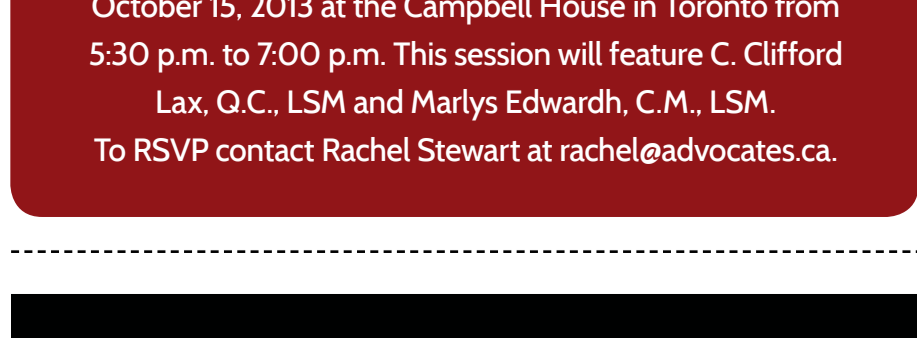 October 15, 2013 at the Campbell House in Toronto from
5:30 p.m. to 7:00 p.m. This session will feature C. Clifford
Lax, Q.C., LSM and Marlys Edwardh, C.M., LSM.
To RSVP contact Rachel Stewart at rachel@advocates.ca.